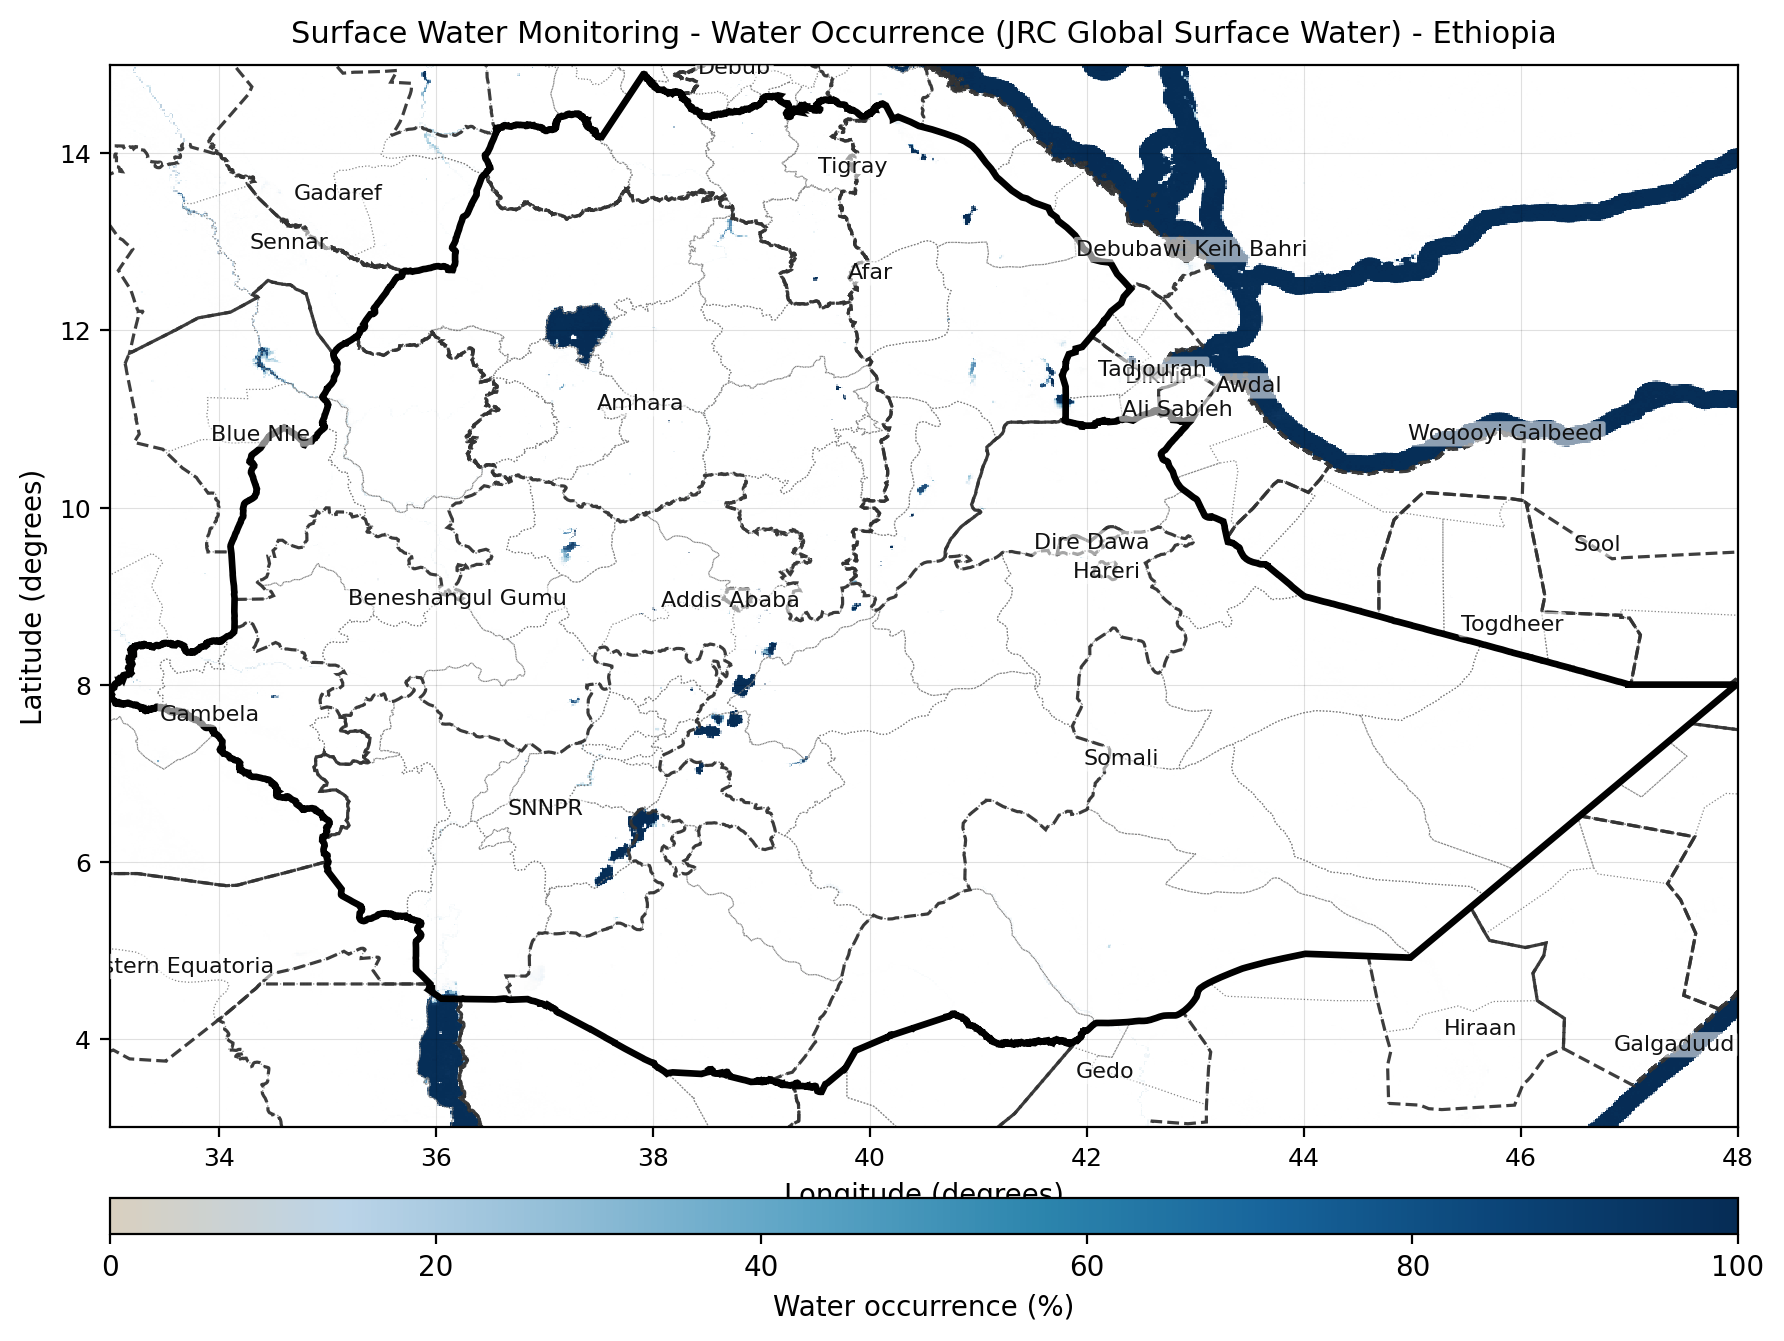 Surface Water Monitoring - Water Occurrence (JRC Global Surface Water) - Ethiopia
Debub
14
Tigray
Gadaref
Sennar
Debubawi Keih Bahri
Afar
12
Tadjourah
Dikhil
Awdal
Amhara
Ali Sabieh
Blue Nile
Woqooyi Galbeed
10
Dire Dawa
Sool
Hareri
Beneshangul Gumu
Addis Ababa
Togdheer
8
Gambela
Somali
SNNPR
6
stern Equatoria
4
Hiraan
Galgaduud
Gedo
Latitude (degrees)
34 36 38 40 42 44 46 48
Longitude (degrees)
0 20 40 60 80 100
Water occurrence (%)